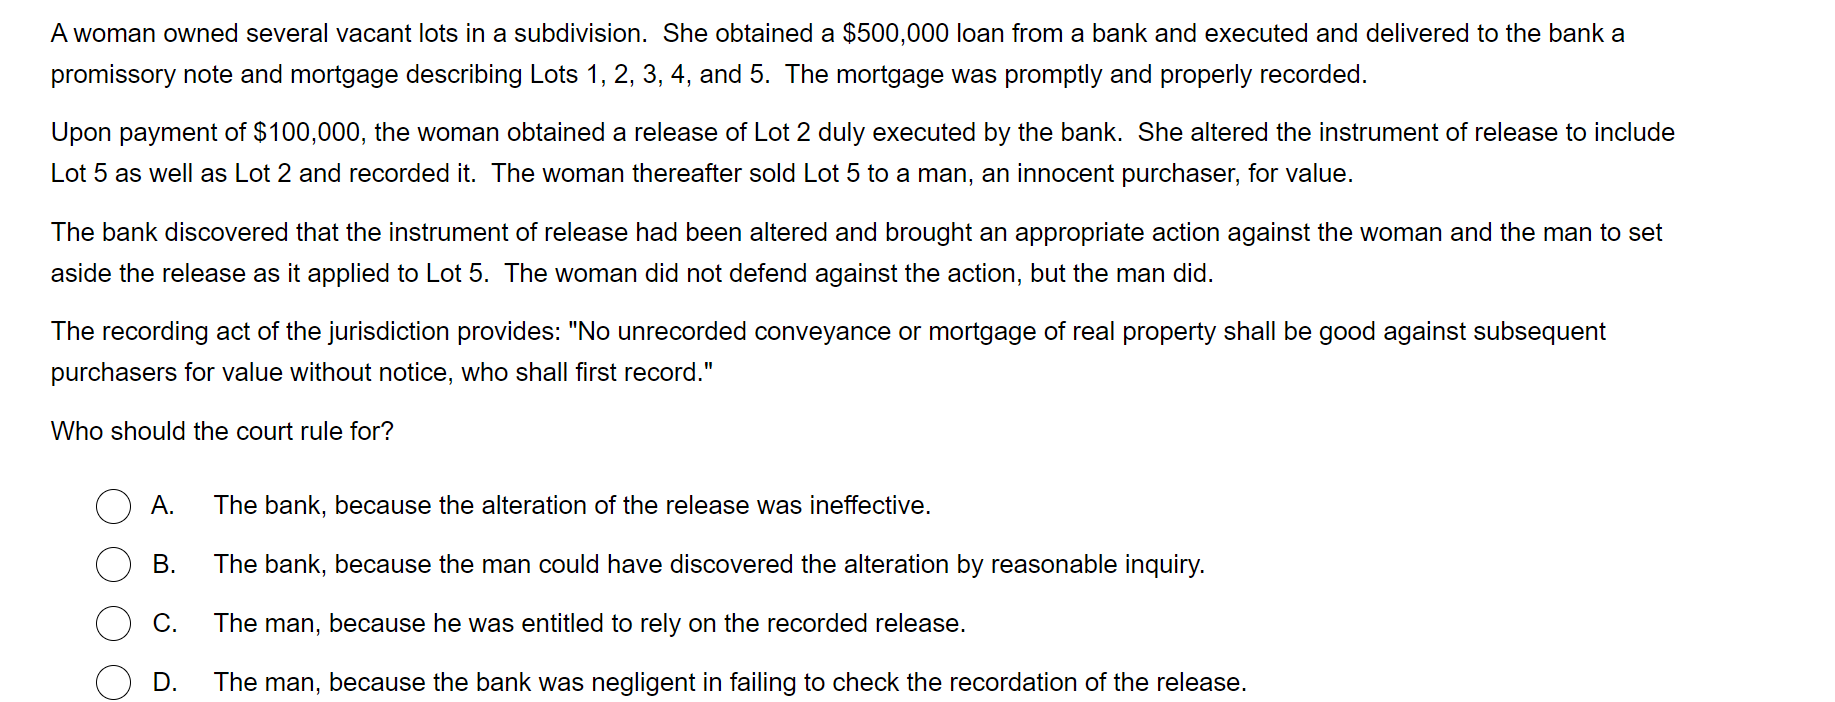 A woman owned several vacant lots in a subdivision.  She obtained a $500,000 loan from a bank and executed and delivered to the bank a
promissory note and mortgage describing Lots 1, 2, 3, 4, and 5.  The mortgage was promptly and properly recorded.
Upon payment of $100,000, the woman obtained a release of Lot 2 duly executed by the bank.  She altered the instrument of release to include
Lot 5 as well as Lot 2 and recorded it.  The woman thereafter sold Lot 5 to a man, an innocent purchaser, for value.
The bank discovered that the instrument of release had been altered and brought an appropriate action against the woman and the man to set
aside the release as it applied to Lot 5.  The woman did not defend against the action, but the man did.
The recording act of the jurisdiction provides: "No unrecorded conveyance or mortgage of real property shall be good against subsequent
purchasers for value without notice, who shall first record."
Who should the court rule for?
A. The bank, because the alteration of the release was ineffective.
B. The bank, because the man could have discovered the alteration by reasonable inquiry.
C. The man, because he was entitled to rely on the recorded release.
D. The man, because the bank was negligent in failing to check the recordation of the release.